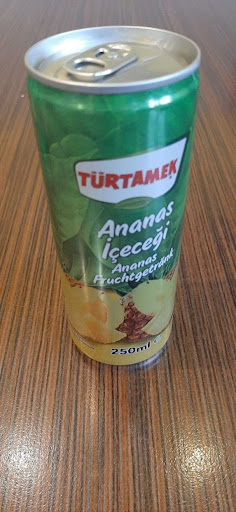 TÜRTAMEK
Ananas
İçeceği
Ananas
Fruchtgetränk
250ml